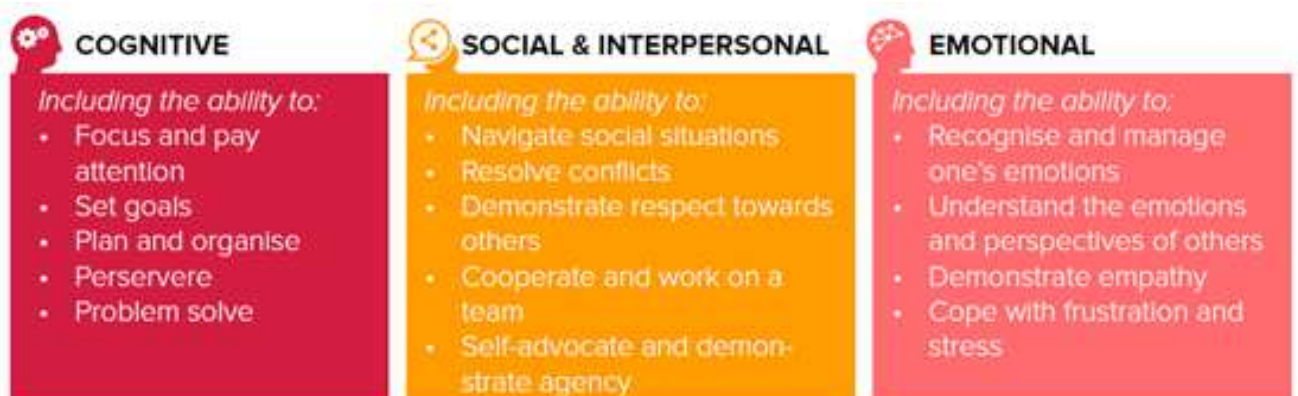 COGNITIVE
Including the ability to:
• Focus and pay
attention
• Set goals
• Plan and organise
• Perservere
• Problem solve
SOCIAL & INTERPERSONAL
Including the ability to:
• Navigate social situations
• Resolve conflicts
• Demonstrate respect towards
others
• Cooperate and work on a
team
• Self-advocate and demon-
strate agency
EMOTIONAL
Including the ability to:
• Recognise and manage
one's emotions
• Understand the emotions
and perspectives of others
• Demonstrate empathy
• Cope with frustration and
stress